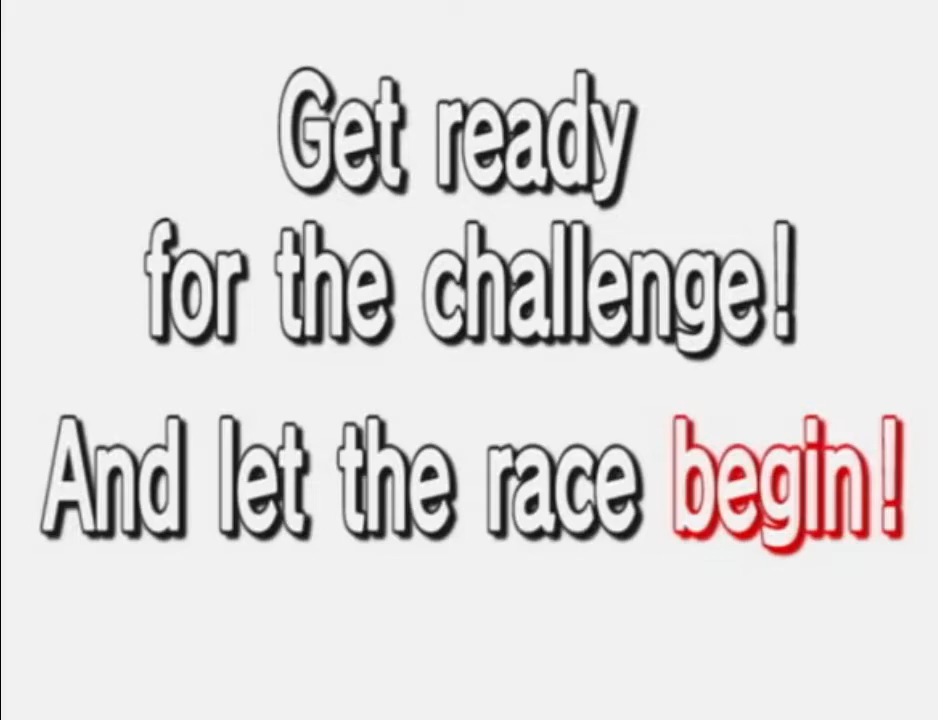 Get ready
for the challenge!
And let the race begin!